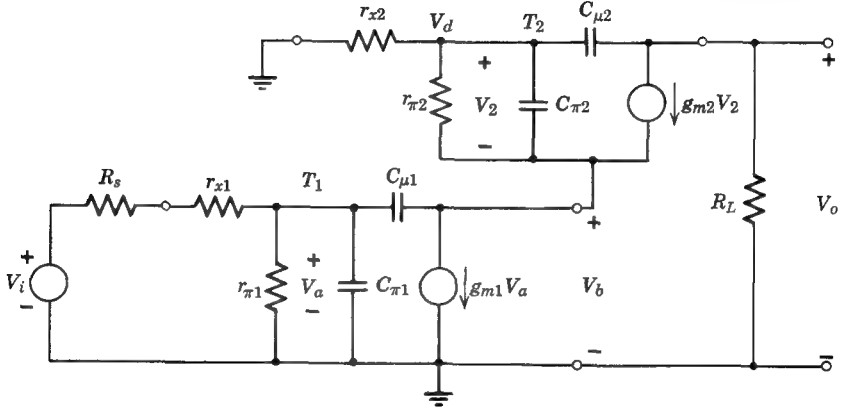 r_{x2} V_d T_2 C_{μ2}
+ +
r_{π2} V_2 C_{π2} g_{m2}V_2
−
R_s r_{x1} T_1 C_{μ1}
+ R_L V_o
+ +
V_i r_{π1} V_a C_{π1} g_{m1}V_a V_b
− −
− −